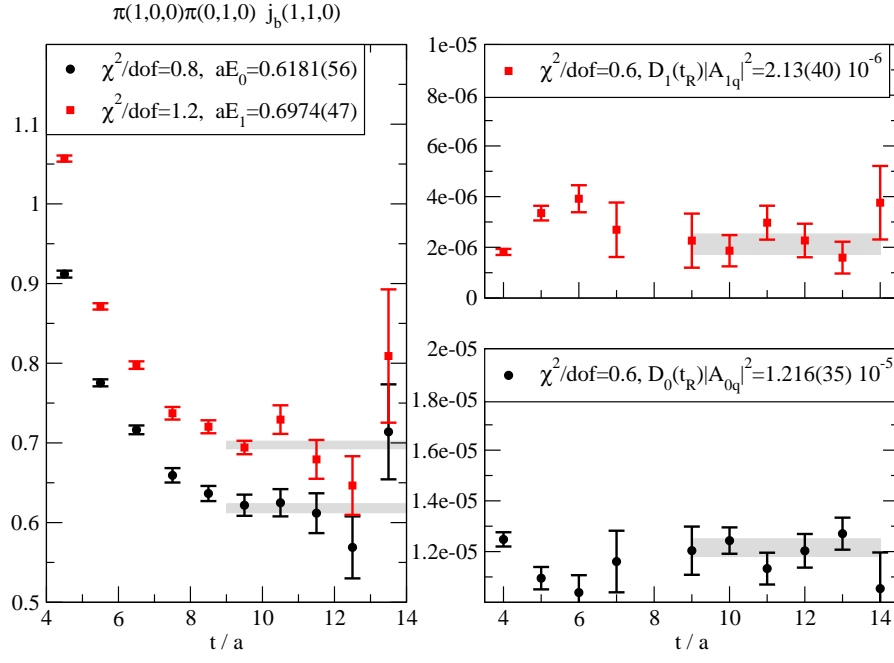 π(1,0,0)π(0,1,0) j_b(1,1,0)
χ²/dof=0.8, aE₀=0.6181(56)
χ²/dof=1.2, aE₁=0.6974(47)
1.1
1
0.9
0.8
0.7
0.6
0.5
4
6
8
10
12
14
t / a
χ²/dof=0.6, D₁(t_R)|A_{1q}|²=2.13(40) 10⁻⁶
1e-05
8e-06
6e-06
4e-06
2e-06
0
χ²/dof=0.6, D₀(t_R)|A_{0q}|²=1.216(35) 10⁻⁵
2e-05
1.8e-05
1.6e-05
1.4e-05
1.2e-05
4
6
8
10
12
14
t / a